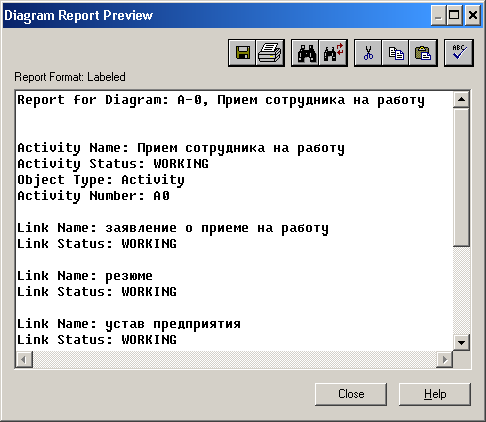 Diagram Report Preview
ABC
Report Format: Labeled
Report for Diagram: A-0, Прием сотрудника на работу
Activity Name: Прием сотрудника на работу
Activity Status: WORKING
Object Type: Activity
Activity Number: A0
Link Name: заявление о приеме на работу
Link Status: WORKING
Link Name: резюме
Link Status: WORKING
Link Name: устав предприятия
Link Status: WORKING
Close
Help